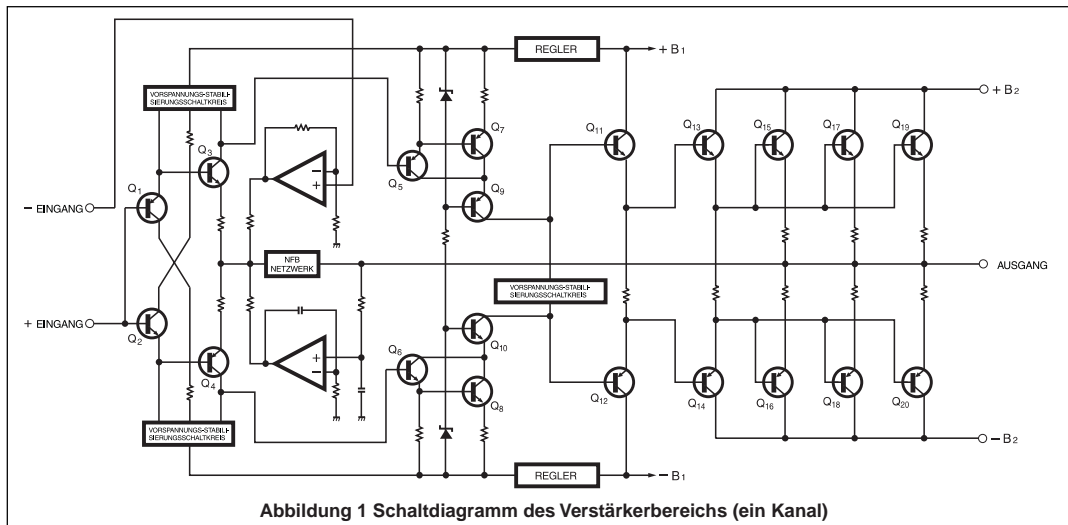 REGLER
+ B1
VORSPANNUNGS-STABILI-
SIERUNGSSCHALTKREIS
+ B2
Q7
Q11
Q13
Q15
Q17
Q19
Q3
Q5
−
+
Q9
Q1
− EINGANG
NFB
NETZWERK
AUSGANG
VORSPANNUNGS-STABILI-
SIERUNGSSCHALTKREIS
+ EINGANG
Q2
Q10
Q6
+
−
Q4
Q8
Q12
Q14
Q16
Q18
Q20
VORSPANNUNGS-STABILI-
SIERUNGSSCHALTKREIS
− B2
REGLER
− B1
Abbildung 1 Schaltdiagramm des Verstärkerbereichs (ein Kanal)